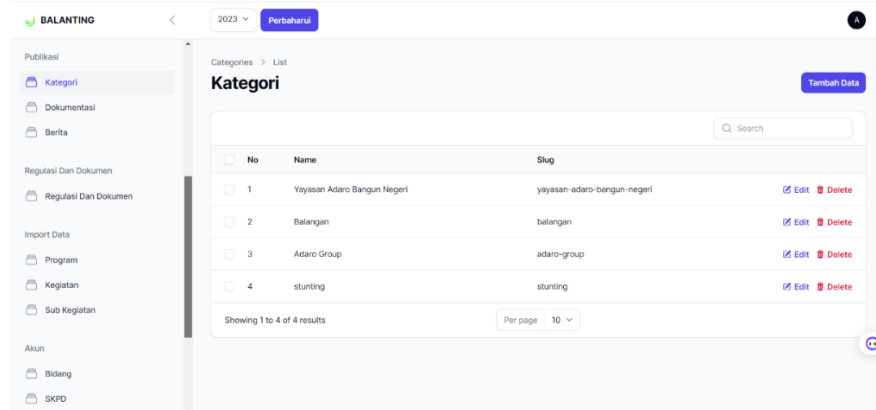 BALANTING
2023 Perbaharui A
Publikasi
Kategori
Dokumentasi
Berita
Regulasi Dan Dokumen
Regulasi Dan Dokumen
Import Data
Program
Kegiatan
Sub Kegiatan
Akun
Bidang
SKPD
Categories > List
Kategori
Tambah Data
Search
No Name Slug
1 Yayasan Adaro Bangun Negeri yayasan-adaro-bangun-negeri Edit Delete
2 Balangan balangan Edit Delete
3 Adaro Group adaro-group Edit Delete
4 stunting stunting Edit Delete
Showing 1 to 4 of 4 results Per page 10